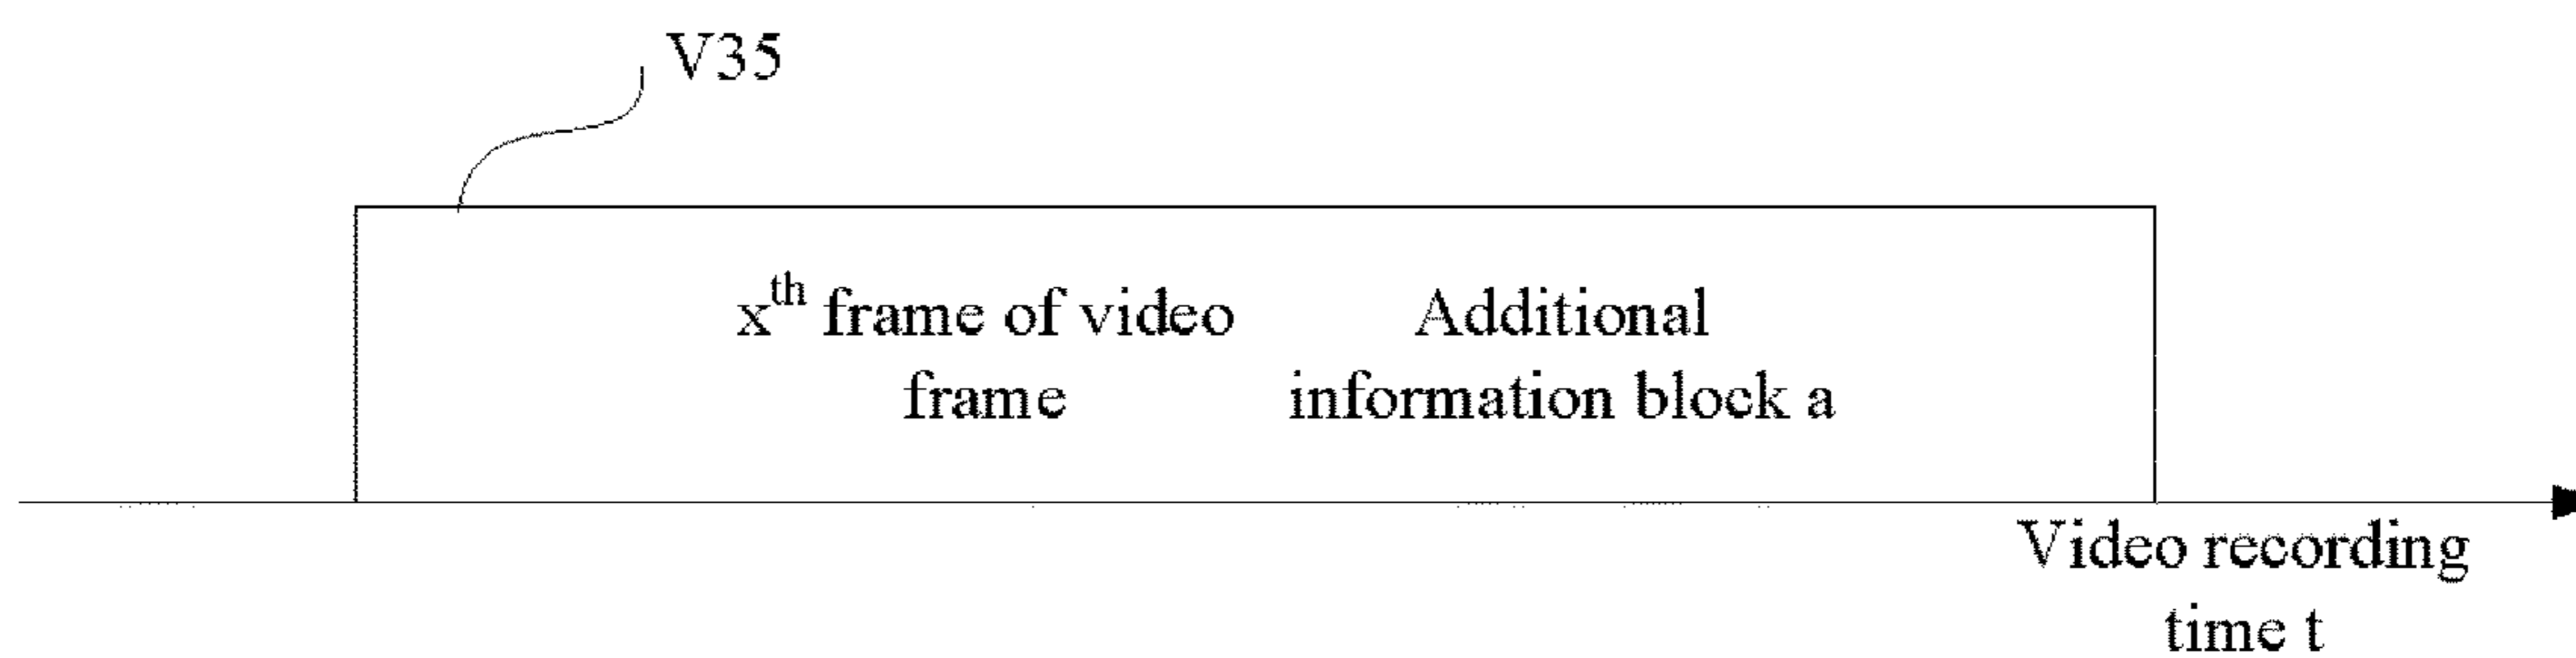 V35
xth frame of video
frame
Additional
information block a
Video recording
time t